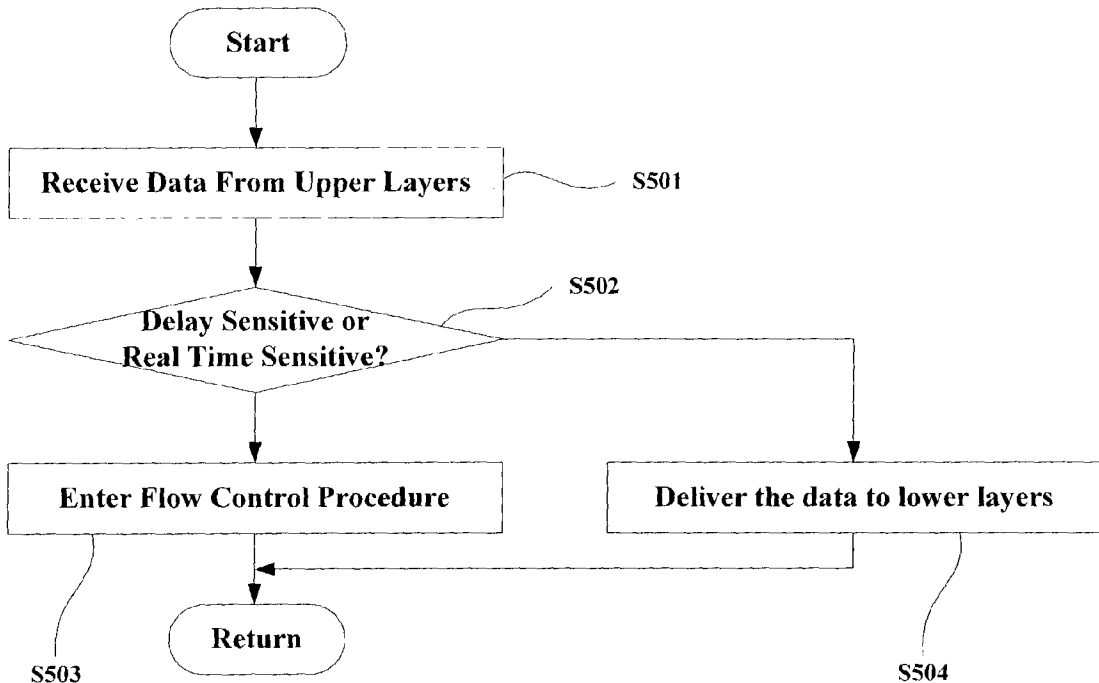 Start
Receive Data From Upper Layers
S501
S502
Delay Sensitive or
Real Time Sensitive?
Enter Flow Control Procedure
Deliver the data to lower layers
Return
S503
S504